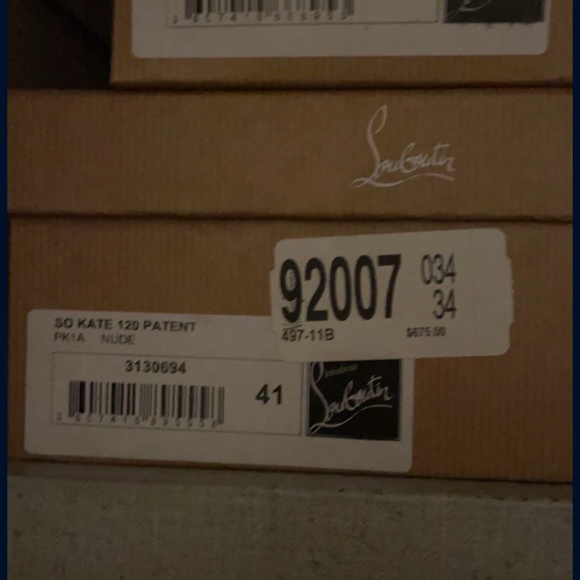 Louboutin
92007
034
34
497-11B
$675.00
SO KATE 120 PATENT
PK1A NUDE
3130694
41
Louboutin